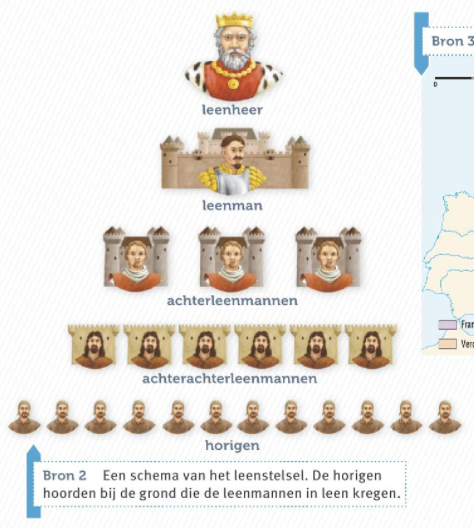 Bron 3
0
leenheer
leenman
achterleenmannen
achterachterleenmannen
horigen
Bron 2 Een schema van het leenstelsel. De horigen
hoorden bij de grond die de leenmannen in leen kregen.